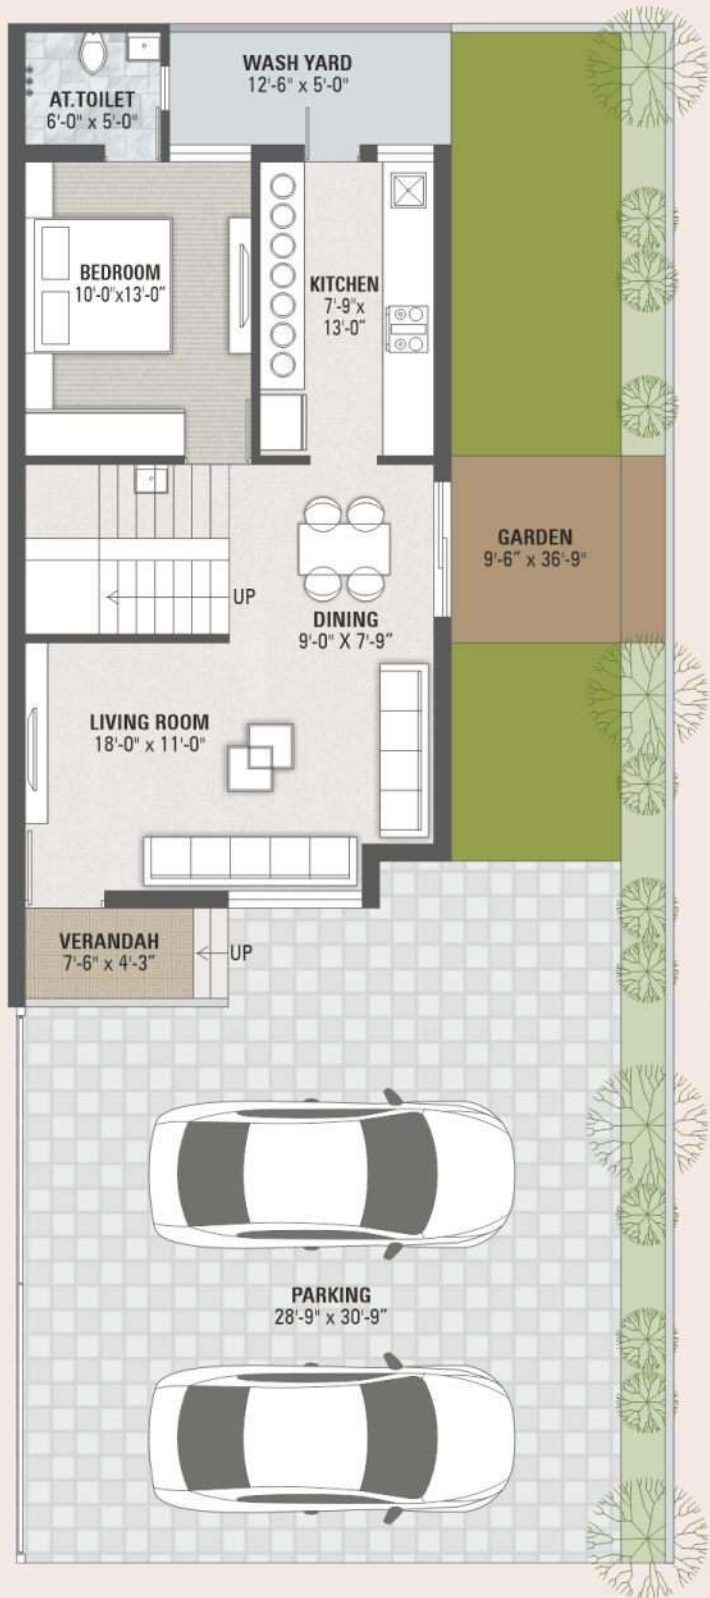 WASH YARD
12'-6" x 5'-0"
AT.TOILET
6'-0" x 5'-0"
BEDROOM
10'-0"x13'-0"
KITCHEN
7'-9"x
13'-0"
GARDEN
9'-6" x 36'-9"
UP
DINING
9'-0" X 7'-9"
LIVING ROOM
18'-0" x 11'-0"
VERANDAH
7'-6" x 4'-3"
UP
PARKING
28'-9" x 30'-9"